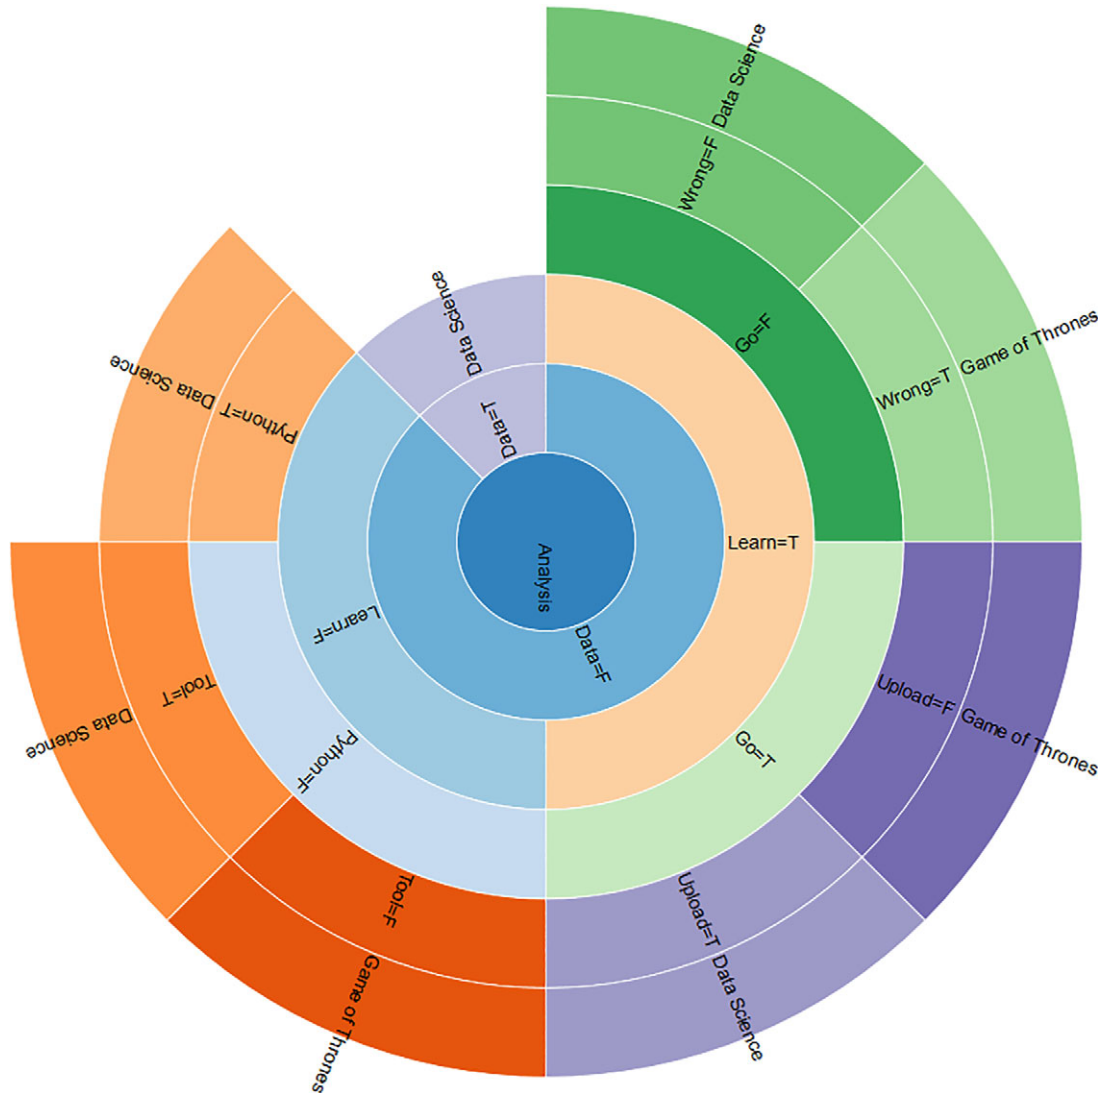 Analysis
Data=F
Data=T
Data Science
Learn=T
Learn=F
Go=F
Wrong=F
Data Science
Wrong=T
Game of Thrones
Go=T
Upload=F
Game of Thrones
Upload=T
Data Science
Python=F
Tool=F
Game of Thrones
Tool=T
Data Science
Python=T
Data Science